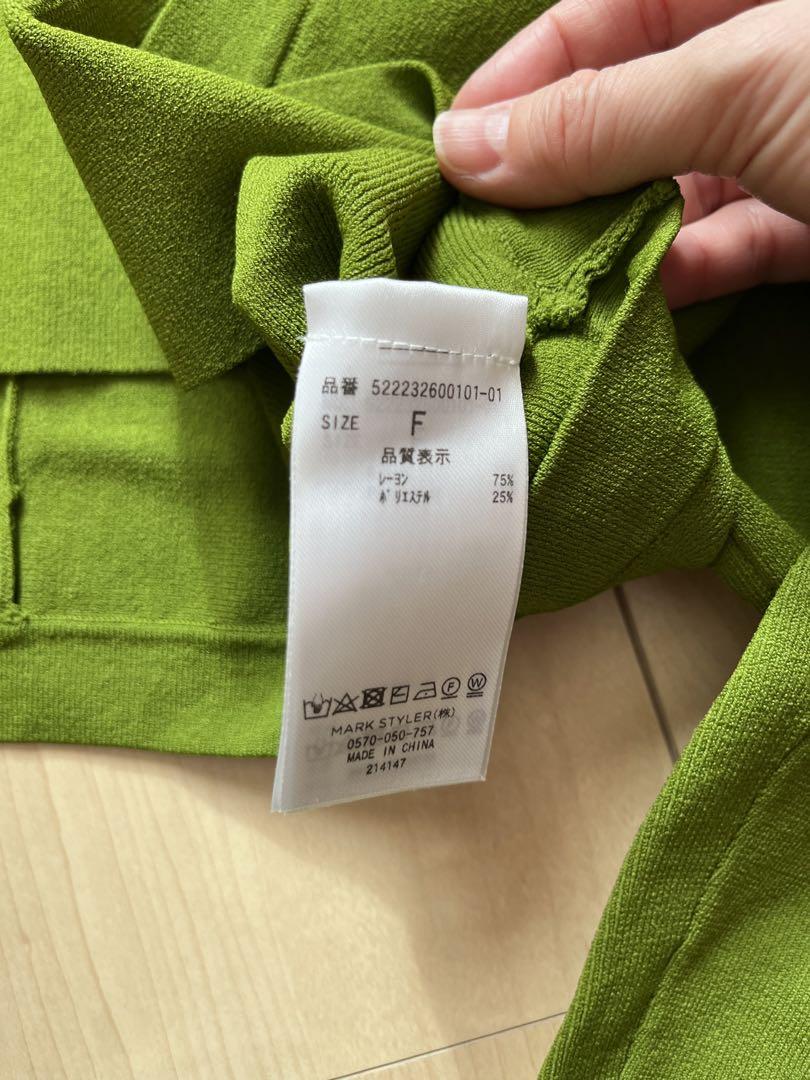 品番 522232600101-01
SIZE F
品質表示
ﾚｰﾖﾝ 75%
ﾎﾟﾘｴｽﾃﾙ 25%
F W
MARK STYLER(株)
0570-050-757
MADE IN CHINA
214147